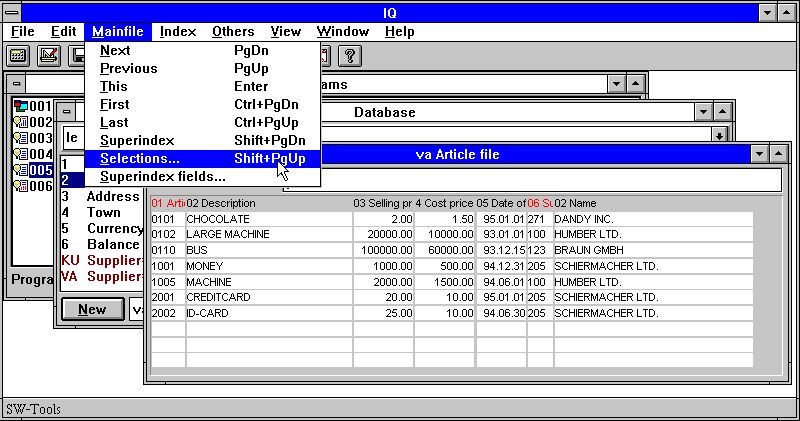 IQ
File Edit Mainfile Index Others View Window Help
Next PgDn
Previous PgUp
This Enter
First Ctrl+PgDn
Last Ctrl+PgUp
Superindex Shift+PgDn
Selections... Shift+PgUp
Superindex fields...
ams
001
002
003
004
005
006
Progra
Database
le
1
2
3 Address
4 Town
5 Currency
6 Balance
KU Supplier
VA Supplier
New va
va Article file
01 Arti 02 Description 03 Selling pr 4 Cost price 05 Date of 06 Su 02 Name
0101 CHOCOLATE 2.00 1.50 95.01.01 271 DANDY INC.
0102 LARGE MACHINE 20000.00 10000.00 93.01.01 100 HUMBER LTD.
0110 BUS 100000.00 60000.00 93.12.15 123 BRAUN GMBH
1001 MONEY 1000.00 500.00 94.12.31 205 SCHIERMACHER LTD.
1005 MACHINE 2000.00 1500.00 94.06.01 100 HUMBER LTD.
2001 CREDITCARD 20.00 10.00 95.01.01 205 SCHIERMACHER LTD.
2002 ID-CARD 25.00 10.00 94.06.30 205 SCHIERMACHER LTD.
SW-Tools